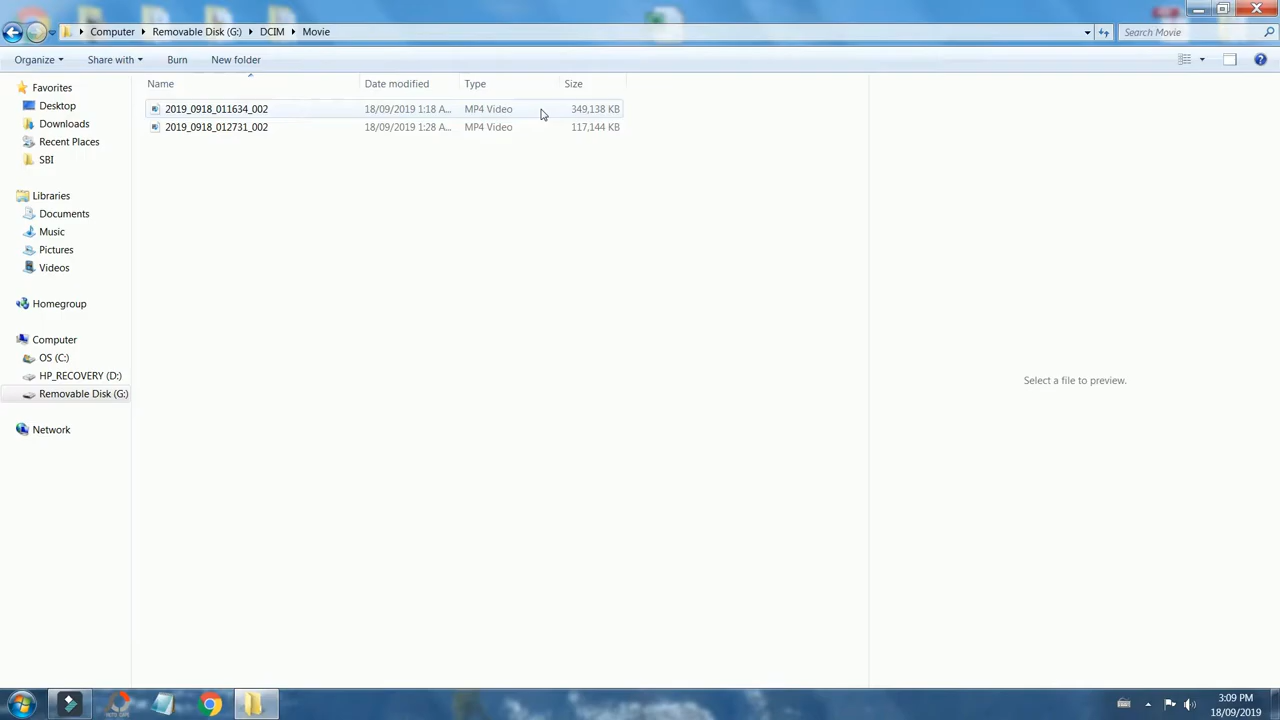 Computer Removable Disk (G:) DCIM Movie
Search Movie
Organize Share with Burn New folder
Name Date modified Type Size
2019_0918_011634_002 18/09/2019 1:18 A... MP4 Video 349,138 KB
2019_0918_012731_002 18/09/2019 1:28 A... MP4 Video 117,144 KB
Favorites
Desktop
Downloads
Recent Places
SBI
Libraries
Documents
Music
Pictures
Videos
Homegroup
Computer
OS (C:)
HP_RECOVERY (D:)
Removable Disk (G:)
Network
Select a file to preview.
3:09 PM
18/09/2019